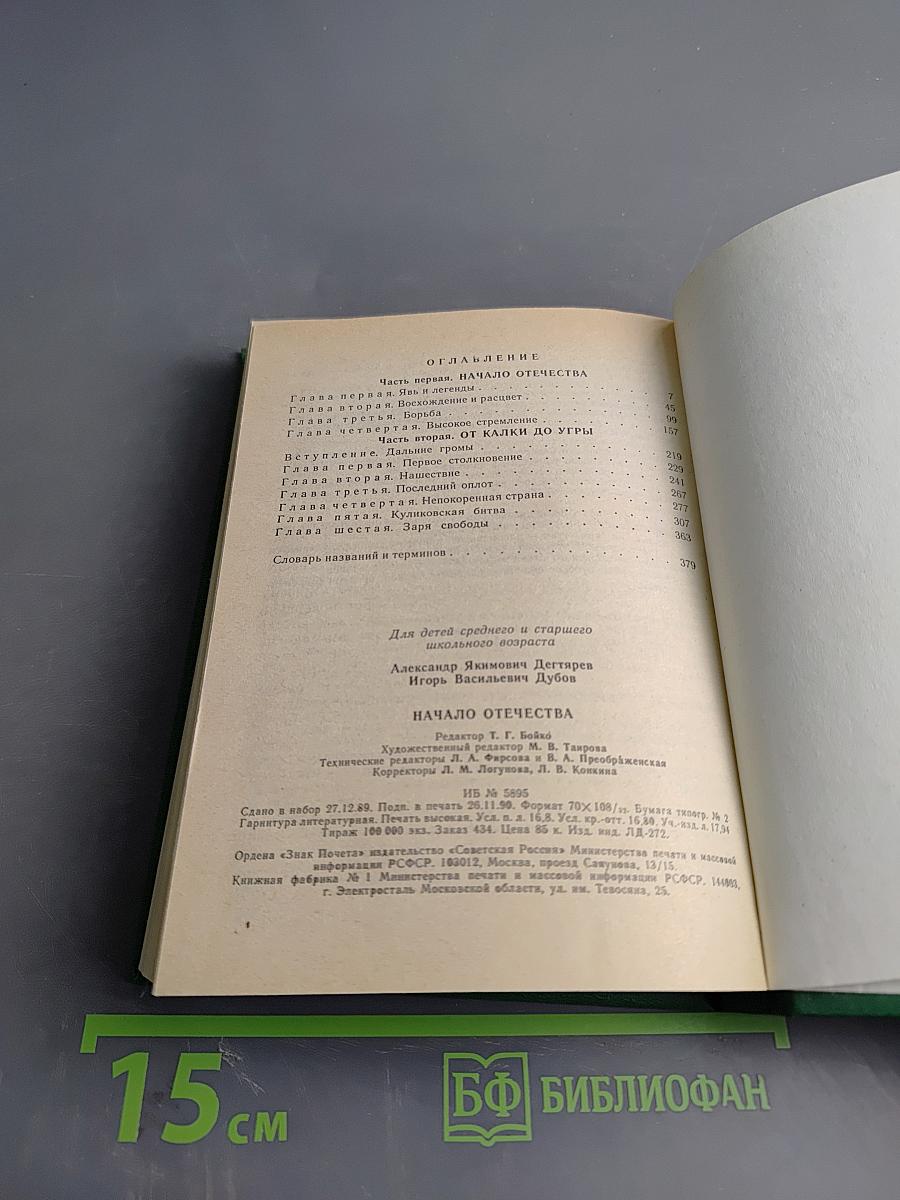 ОГЛАВЛЕНИЕ
Часть первая. НАЧАЛО ОТЕЧЕСТВА
Глава первая. Явь и легенды . . . . . . . . . . 7
Глава вторая. Восхождение и расцвет . . . . . . . 45
Глава третья. Борьба . . . . . . . . . . . . 99
Глава четвертая. Высокое стремление . . . . . . . 157
Часть вторая. ОТ КАЛКИ ДО УГРЫ
Вступление. Дальние громы . . . . . . . . . . 219
Глава первая. Первое столкновение . . . . . . . . 229
Глава вторая. Нашествие . . . . . . . . . . . 241
Глава третья. Последний оплот . . . . . . . . . 267
Глава четвертая. Непокоренная страна . . . . . . . 277
Глава пятая. Куликовская битва . . . . . . . . . 307
Глава шестая. Заря свободы . . . . . . . . . . 363
Словарь названий и терминов . . . . . . . . . . 379
Для детей среднего и старшего
школьного возраста
Александр Якимович Дегтярев
Игорь Васильевич Дубов
НАЧАЛО ОТЕЧЕСТВА
Редактор Т. Г. Бойко
Художественный редактор М. В. Таирова
Технические редакторы Л. А. Фирсова и В. А. Преображенская
Корректоры Л. М. Логунова, Л. В. Конкина
ИБ № 5895
Сдано в набор 27.12.89. Подп. в печать 26.11.90. Формат 70×108/32. Бумага типогр. № 2
Гарнитура литературная. Печать высокая. Усл. п. л. 16,8. Усл. кр.-отт. 16,80. Уч.-изд. л. 17,94
Тираж 100 000 экз. Заказ 434. Цена 85 к. Изд. инд. ЛД-272.
Ордена «Знак Почета» издательство «Советская Россия» Министерства печати и массовой
информации РСФСР. 103012, Москва, проезд Сапунова, 13/15.
Книжная фабрика № 1 Министерства печати и массовой информации РСФСР. 144003,
г. Электросталь Московской области, ул. им. Тевосяна, 25.
15 см
БФ БИБЛИОФАН